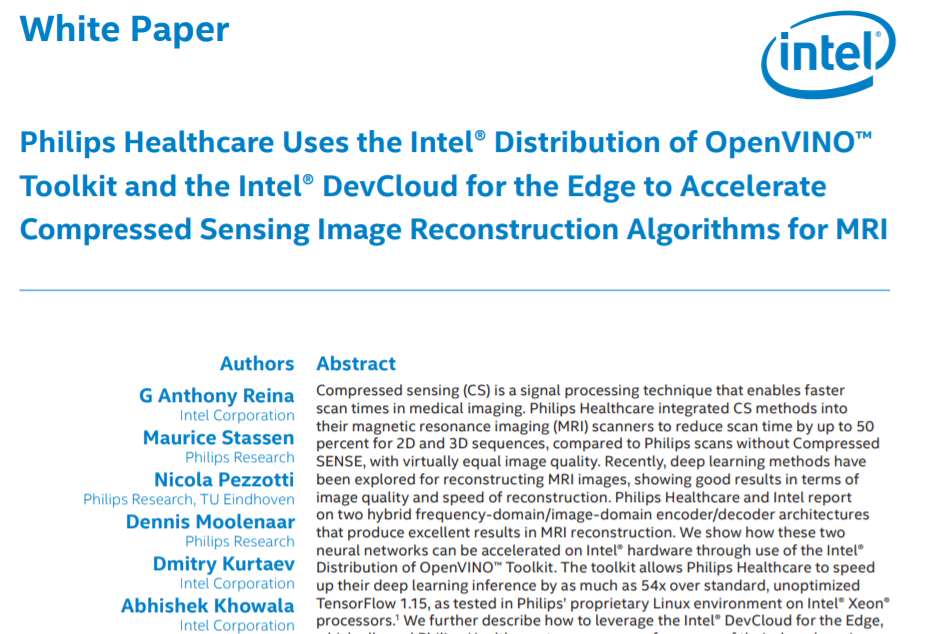 White Paper
intel®
Philips Healthcare Uses the Intel® Distribution of OpenVINO™
Toolkit and the Intel® DevCloud for the Edge to Accelerate
Compressed Sensing Image Reconstruction Algorithms for MRI
Authors
G Anthony Reina
Intel Corporation
Maurice Stassen
Philips Research
Nicola Pezzotti
Philips Research, TU Eindhoven
Dennis Moolenaar
Philips Research
Dmitry Kurtaev
Intel Corporation
Abhishek Khowala
Intel Corporation
Abstract
Compressed sensing (CS) is a signal processing technique that enables faster
scan times in medical imaging. Philips Healthcare integrated CS methods into
their magnetic resonance imaging (MRI) scanners to reduce scan time by up to 50
percent for 2D and 3D sequences, compared to Philips scans without Compressed
SENSE, with virtually equal image quality. Recently, deep learning methods have
been explored for reconstructing MRI images, showing good results in terms of
image quality and speed of reconstruction. Philips Healthcare and Intel report
on two hybrid frequency-domain/image-domain encoder/decoder architectures
that produce excellent results in MRI reconstruction. We show how these two
neural networks can be accelerated on Intel® hardware through use of the Intel®
Distribution of OpenVINO™ Toolkit. The toolkit allows Philips Healthcare to speed
up their deep learning inference by as much as 54x over standard, unoptimized
TensorFlow 1.15, as tested in Philips' proprietary Linux environment on Intel® Xeon®
processors.¹ We further describe how to leverage the Intel® DevCloud for the Edge,